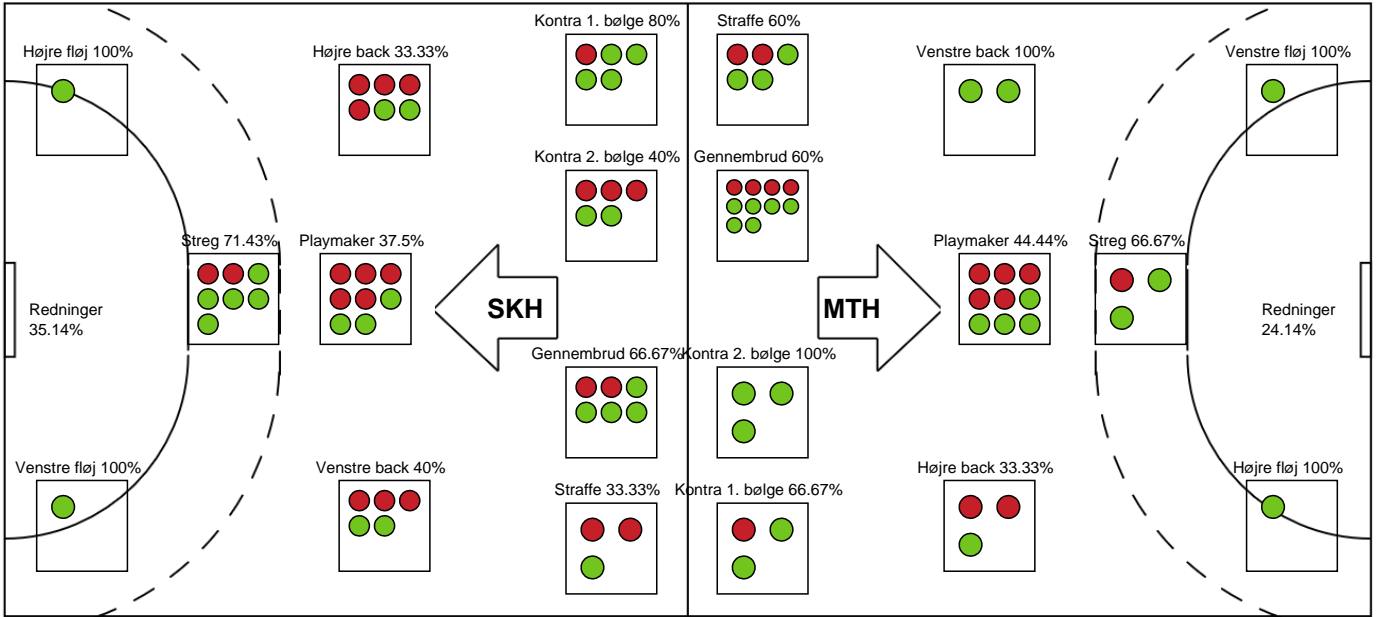 Kontra 1. bølge 80%
Straffe 60%
Højre fløj 100%
Højre back 33.33%
Venstre back 100%
Venstre fløj 100%
Kontra 2. bølge 40%
Gennembrud 60%
Streg 71.43%
Playmaker 37.5%
Playmaker 44.44%
Streg 66.67%
Redninger
35.14%
SKH
MTH
Redninger
24.14%
Gennembrud 66.67%
Kontra 2. bølge 100%
Venstre fløj 100%
Venstre back 40%
Højre back 33.33%
Højre fløj 100%
Straffe 33.33%
Kontra 1. bølge 66.67%